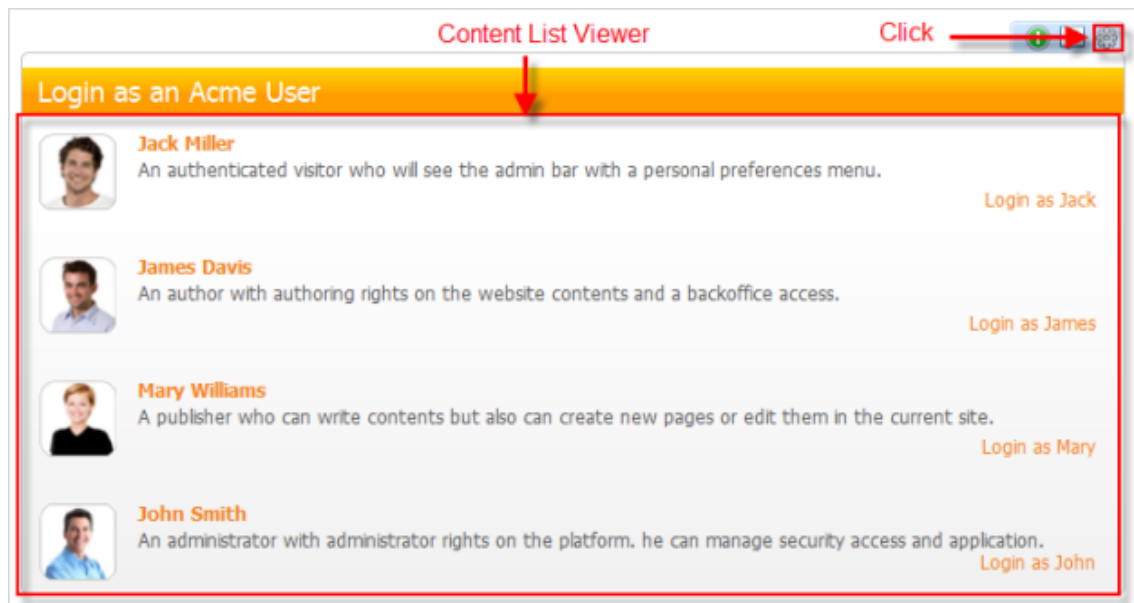 Content List Viewer
Click
Login as an Acme User
Jack Miller
An authenticated visitor who will see the admin bar with a personal preferences menu.
Login as Jack
James Davis
An author with authoring rights on the website contents and a backoffice access.
Login as James
Mary Williams
A publisher who can write contents but also can create new pages or edit them in the current site.
Login as Mary
John Smith
An administrator with administrator rights on the platform. he can manage security access and application.
Login as John